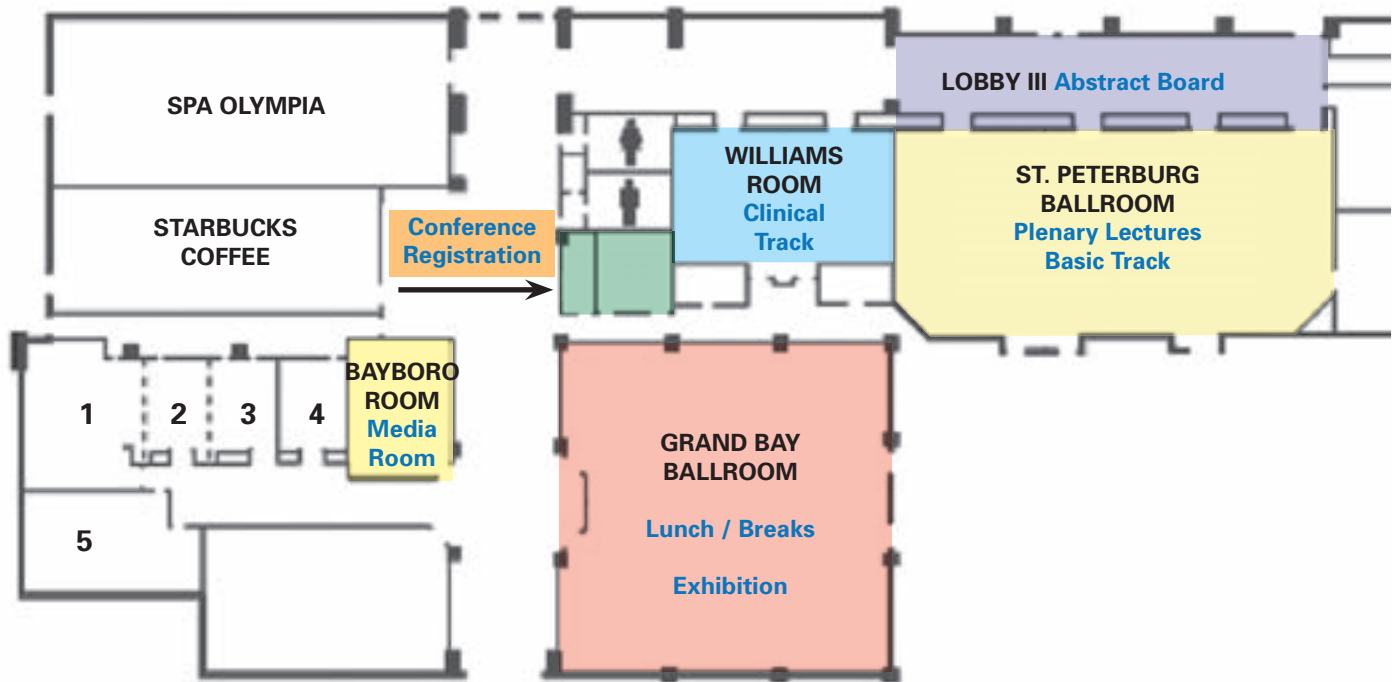 SPA OLYMPIA
STARBUCKS
COFFEE
Conference
Registration
WILLIAMS
ROOM
Clinical
Track
LOBBY III Abstract Board
ST. PETERBURG
BALLROOM
Plenary Lectures
Basic Track
1
2
3
4
BAYBORO
ROOM
Media
Room
5
GRAND BAY
BALLROOM
Lunch / Breaks
Exhibition